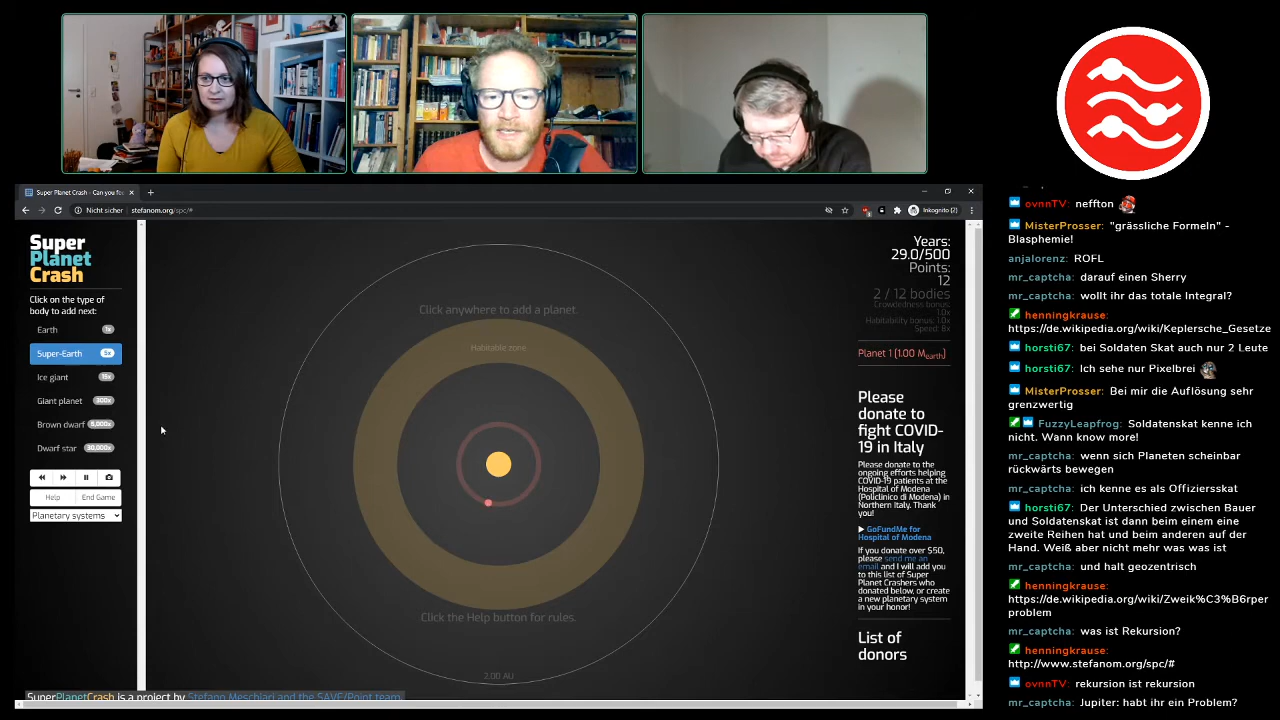 Super Planet Crash - Can you fee
Nicht sicher | stefanom.org/spc/#
Inkognito (2)
Super
Planet
Crash
Click on the type of
body to add next:
Earth 1x
Super-Earth 5x
Ice giant 15x
Giant planet 300x
Brown dwarf 5,000x
Dwarf star 30,000x
Help End Game
Planetary systems
Click anywhere to add a planet.
Habitable zone
Click the Help button for rules.
2.00 AU
SuperPlanetCrash is a project by Stefano Meschiari and the SAVE/Point team.
Years:
29.0/500
Points:
12
2 / 12 bodies
Crowdedness bonus:
1.0x
Habitability bonus: 1.0x
Speed: 8x
Planet 1 [1.00 Mearth]
Please
donate to
fight COVID-
19 in Italy
Please donate to the
ongoing efforts helping
COVID-19 patients at the
Hospital of Modena
(Policlinico di Modena) in
Northern Italy. Thank
you!
GoFundMe for
Hospital of Modena
If you donate over $50,
please send me an
email and I will add you
to this list of Super
Planet Crashers who
donated below, or create
a new planetary system
in your honor!
List of
donors
ovnnTV: neffton
MisterProsser: "grässliche Formeln" -
Blasphemie!
anjalorenz: ROFL
mr_captcha: darauf einen Sherry
mr_captcha: wollt ihr das totale Integral?
henningkrause:
https://de.wikipedia.org/wiki/Keplersche_Gesetze
horsti67: bei Soldaten Skat auch nur 2 Leute
horsti67: Ich sehe nur Pixelbrei
MisterProsser: Bei mir die Auflösung sehr
grenzwertig
FuzzyLeapfrog: Soldatenskat kenne ich
nicht. Wann know more!
mr_captcha: wenn sich Planeten scheinbar
rückwärts bewegen
mr_captcha: ich kenne es als Offiziersskat
horsti67: Der Unterschied zwischen Bauer
und Soldatenskat ist dann beim einem eine
zweite Reihen hat und beim anderen auf der
Hand. Weiß aber nicht mehr was was ist
mr_captcha: und halt geozentrisch
henningkrause:
https://de.wikipedia.org/wiki/Zweik%C3%B6rper
problem
mr_captcha: was ist Rekursion?
henningkrause:
http://www.stefanom.org/spc/#
ovnnTV: rekursion ist rekursion
mr_captcha: Jupiter: habt ihr ein Problem?